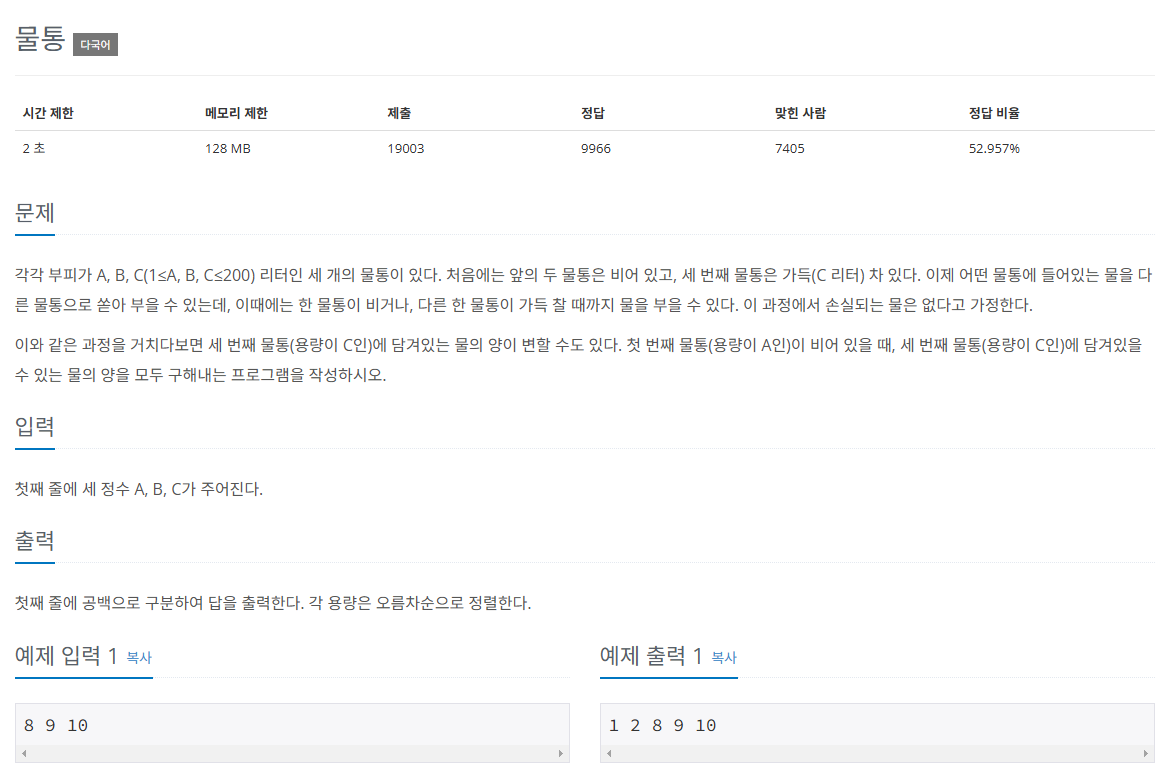 물통 다국어
시간 제한 메모리 제한 제출 정답 맞힌 사람 정답 비율
2 초 128 MB 19003 9966 7405 52.957%
문제
각각 부피가 A, B, C(1≤A, B, C≤200) 리터인 세 개의 물통이 있다. 처음에는 앞의 두 물통은 비어 있고, 세 번째 물통은 가득(C 리터) 차 있다. 이제 어떤 물통에 들어있는 물을 다
른 물통으로 쏟아 부을 수 있는데, 이때에는 한 물통이 비거나, 다른 한 물통이 가득 찰 때까지 물을 부을 수 있다. 이 과정에서 손실되는 물은 없다고 가정한다.
이와 같은 과정을 거치다보면 세 번째 물통(용량이 C인)에 담겨있는 물의 양이 변할 수도 있다. 첫 번째 물통(용량이 A인)이 비어 있을 때, 세 번째 물통(용량이 C인)에 담겨있을
수 있는 물의 양을 모두 구해내는 프로그램을 작성하시오.
입력
첫째 줄에 세 정수 A, B, C가 주어진다.
출력
첫째 줄에 공백으로 구분하여 답을 출력한다. 각 용량은 오름차순으로 정렬한다.
예제 입력 1 복사
8 9 10
예제 출력 1 복사
1 2 8 9 10